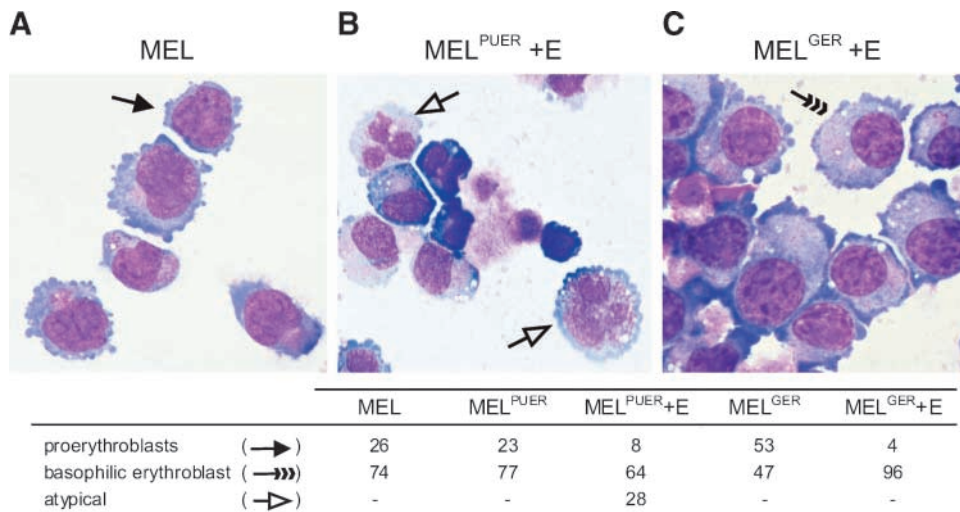 A B C
MEL MEL^PUER +E MEL^GER +E
MEL MEL^PUER MEL^PUER+E MEL^GER MEL^GER+E
proerythroblasts ( ) 26 23 8 53 4
basophilic erythroblast ( ) 74 77 64 47 96
atypical ( ) - - 28 - -